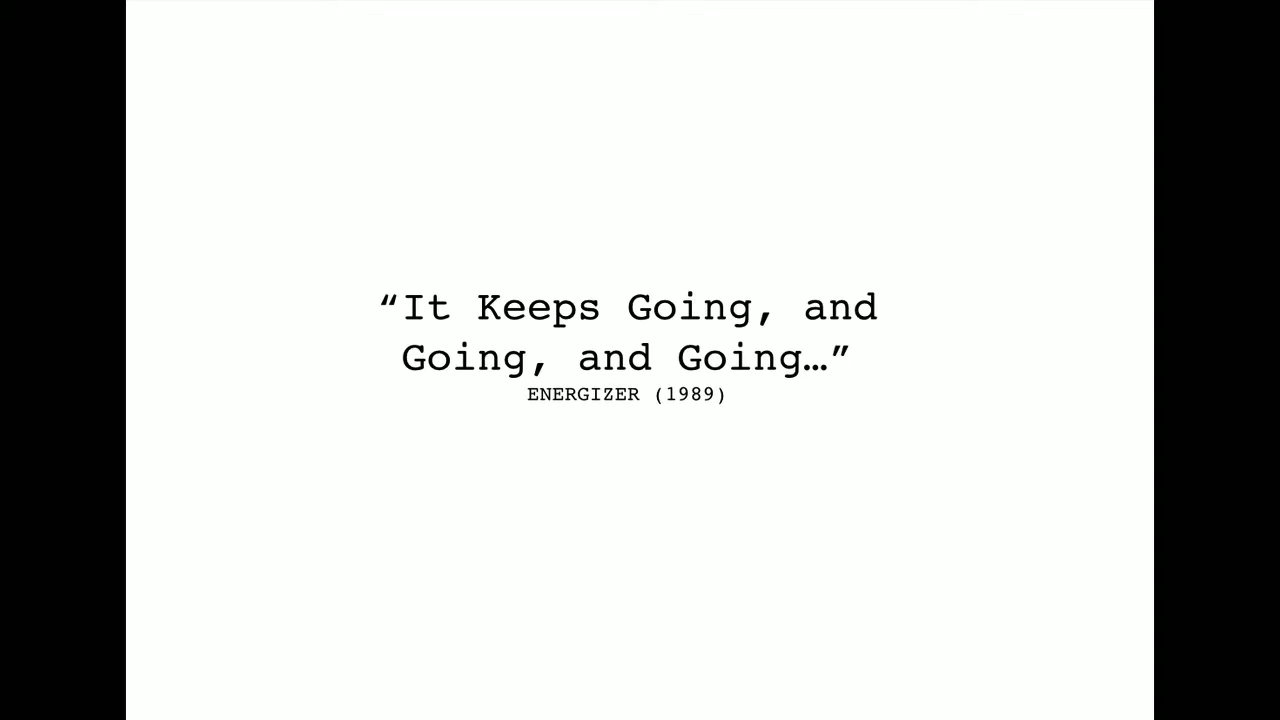 “It Keeps Going, and
Going, and Going…”
ENERGIZER (1989)